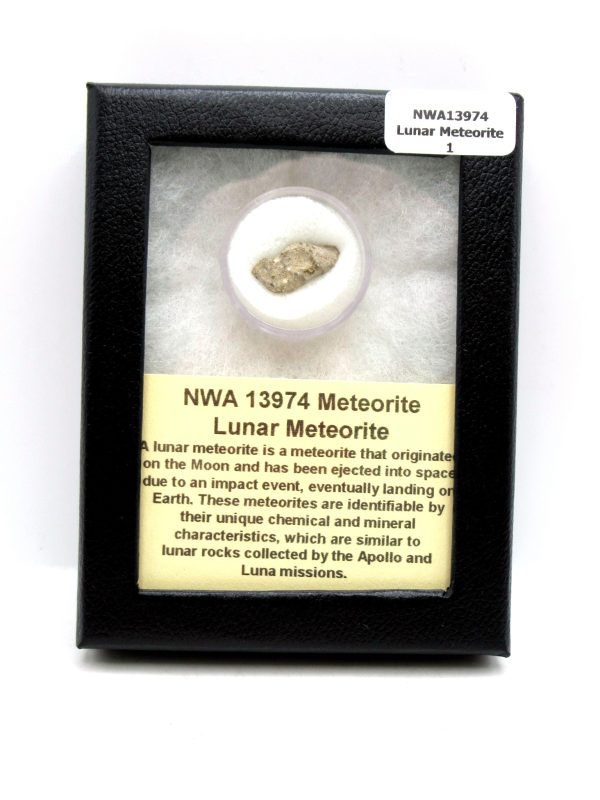 NWA13974
Lunar Meteorite
1
NWA 13974 Meteorite
Lunar Meteorite
A lunar meteorite is a meteorite that originate
on the Moon and has been ejected into space
due to an impact event, eventually landing on
Earth. These meteorites are identifiable by
their unique chemical and mineral
characteristics, which are similar to
lunar rocks collected by the Apollo and
Luna missions.